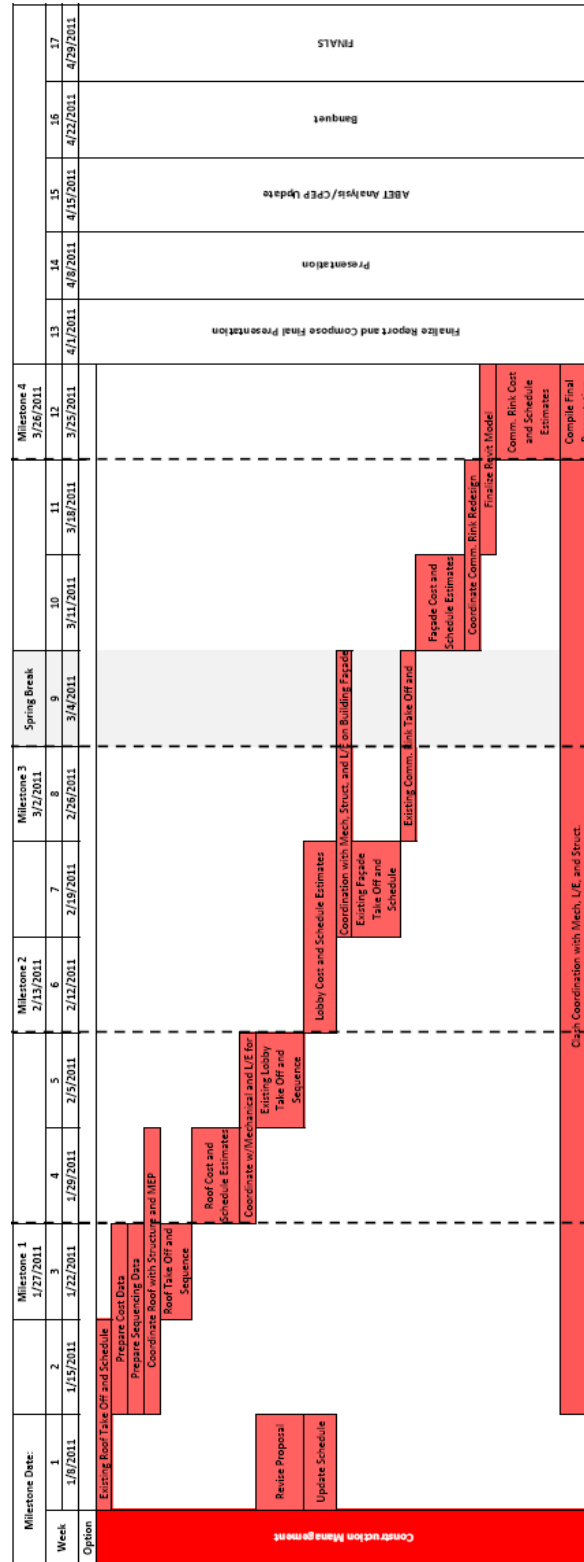 Milestone Date:
Milestone 1
1/27/2011
Milestone 2
2/13/2011
Milestone 3
3/2/2011
Spring Break
Milestone 4
3/26/2011
Week
1
2
3
4
5
6
7
8
9
10
11
12
13
14
15
16
17
1/8/2011
1/15/2011
1/22/2011
1/29/2011
2/5/2011
2/12/2011
2/19/2011
2/26/2011
3/4/2011
3/11/2011
3/18/2011
3/25/2011
4/1/2011
4/8/2011
4/15/2011
4/22/2011
4/29/2011
Option
Construction Management
Existing Roof Take Off and Schedule
Prepare Cost Data
Prepare Sequencing Data
Coordinate Roof with Structure and MEP
Roof Take Off and
Sequence
Roof Cost and
Schedule Estimates
Coordinate w/Mechanical and L/E for
Revise Proposal
Existing Lobby
Take Off and
Sequence
Update Schedule
Lobby Cost and Schedule Estimates
Coordination with Mech, Struct, and L/E on Building Façade
Existing Façade
Take Off and
Schedule
Existing Comm. Rink Take Off and
Façade Cost and
Schedule Estimates
Coordinate Comm. Rink Redesign
Finalize Revit Model
Comm. Rink Cost
and Schedule
Estimates
Clash Coordination with Mech, L/E, and Struct.
Compile Final
Finalize Report and Compose Final Presentation
Presentation
ABET Analysis/CPEP Update
Banquet
FINALS